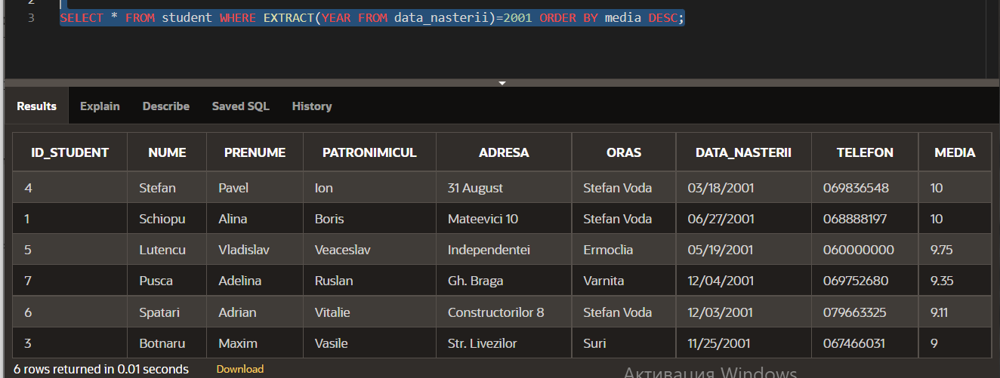 2
3 SELECT * FROM student WHERE EXTRACT(YEAR FROM data_nasterii)=2001 ORDER BY media DESC;
Results Explain Describe Saved SQL History
ID_STUDENT NUME PRENUME PATRONIMICUL ADRESA ORAS DATA_NASTERII TELEFON MEDIA
4 Stefan Pavel Ion 31 August Stefan Voda 03/18/2001 069836548 10
1 Schiopu Alina Boris Mateevici 10 Stefan Voda 06/27/2001 068888197 10
5 Lutencu Vladislav Veaceslav Independentei Ermoclia 05/19/2001 060000000 9.75
7 Pusca Adelina Ruslan Gh. Braga Varnita 12/04/2001 069752680 9.35
6 Spatari Adrian Vitalie Constructorilor 8 Stefan Voda 12/03/2001 079663325 9.11
3 Botnaru Maxim Vasile Str. Livezilor Suri 11/25/2001 067466031 9
6 rows returned in 0.01 seconds Download
Активация Windows